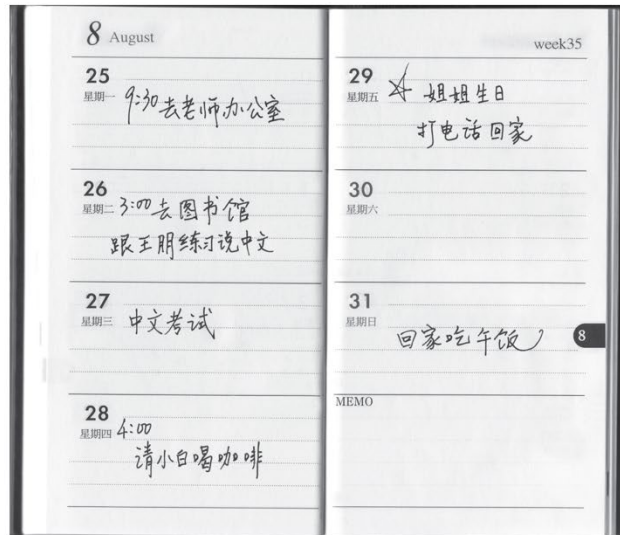 8 August
25
星期一
9:30去老师办公室
26
星期二
3:00去图书馆
跟王朋练习说中文
27
星期三
中文考试
28
星期四
4:00
请小白喝咖啡
week35
29
星期五
姐姐生日
打电话回家
30
星期六
31
星期日
回家吃午饭
8
MEMO